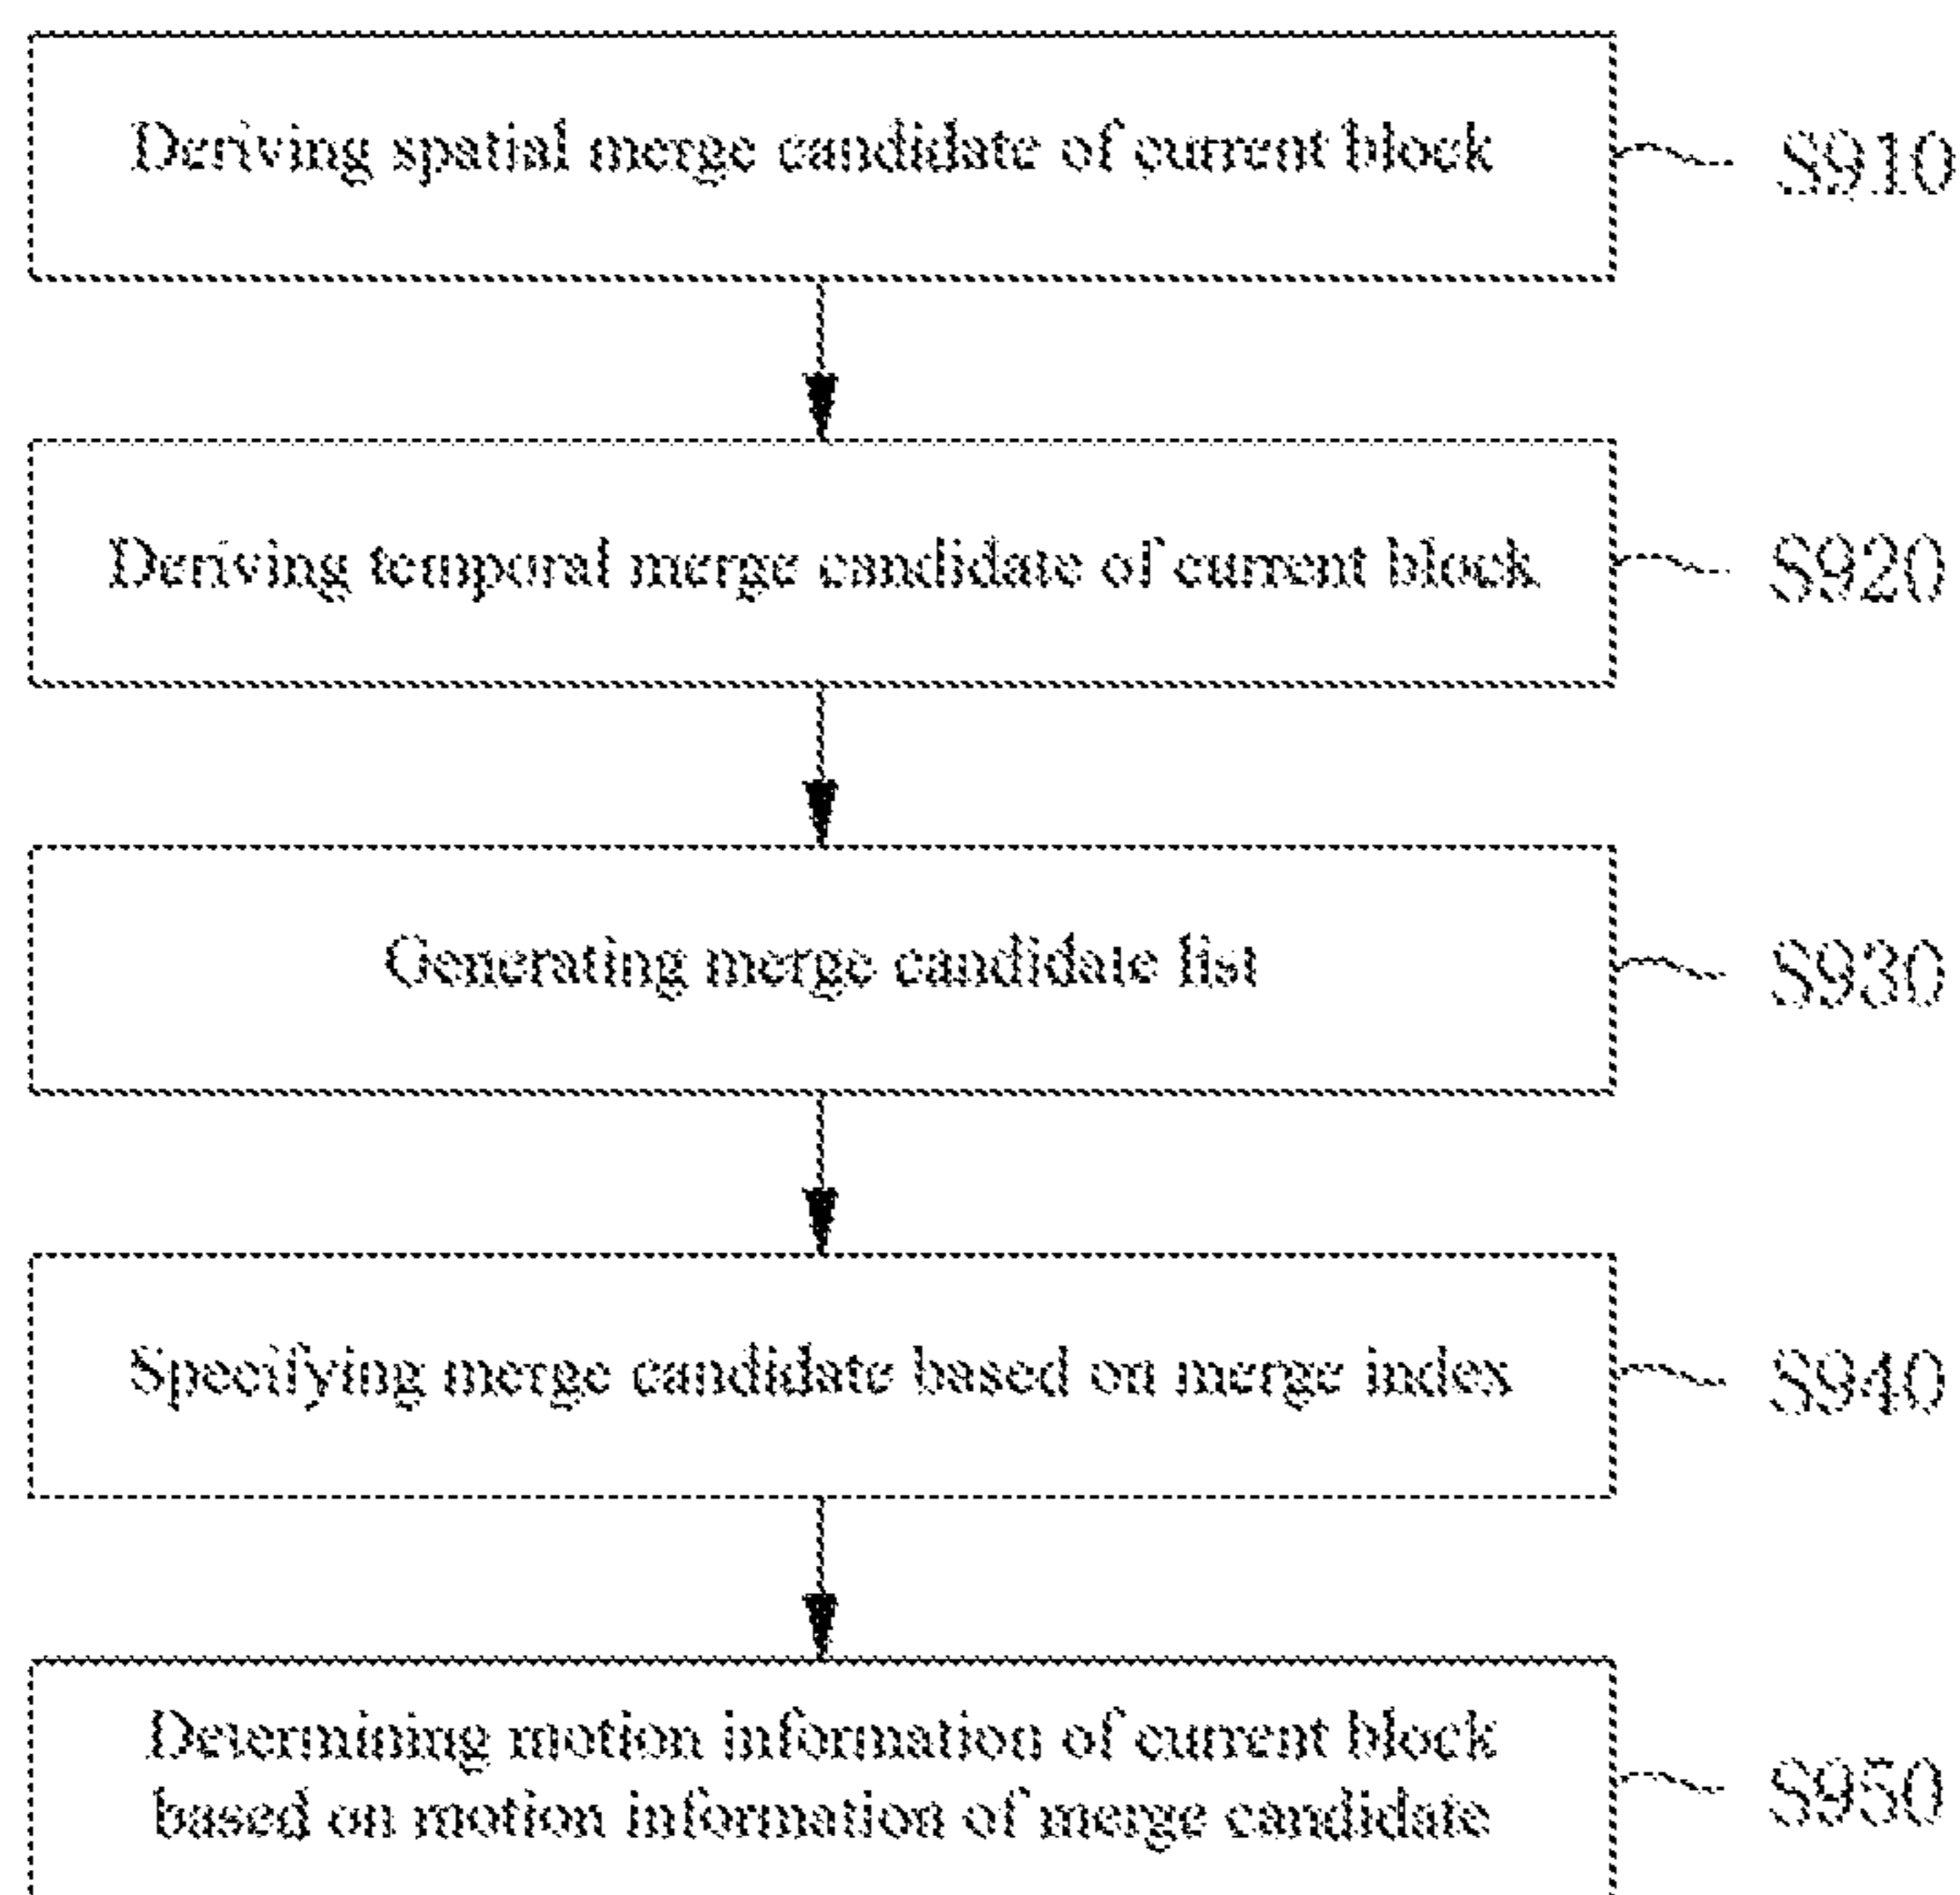 Deriving spatial merge candidate of current block
S910
Deriving temporal merge candidate of current block
S920
Generating merge candidate list
S930
Specifying merge candidate based on merge index
S940
Determining motion information of current block
based on motion information of merge candidate
S950